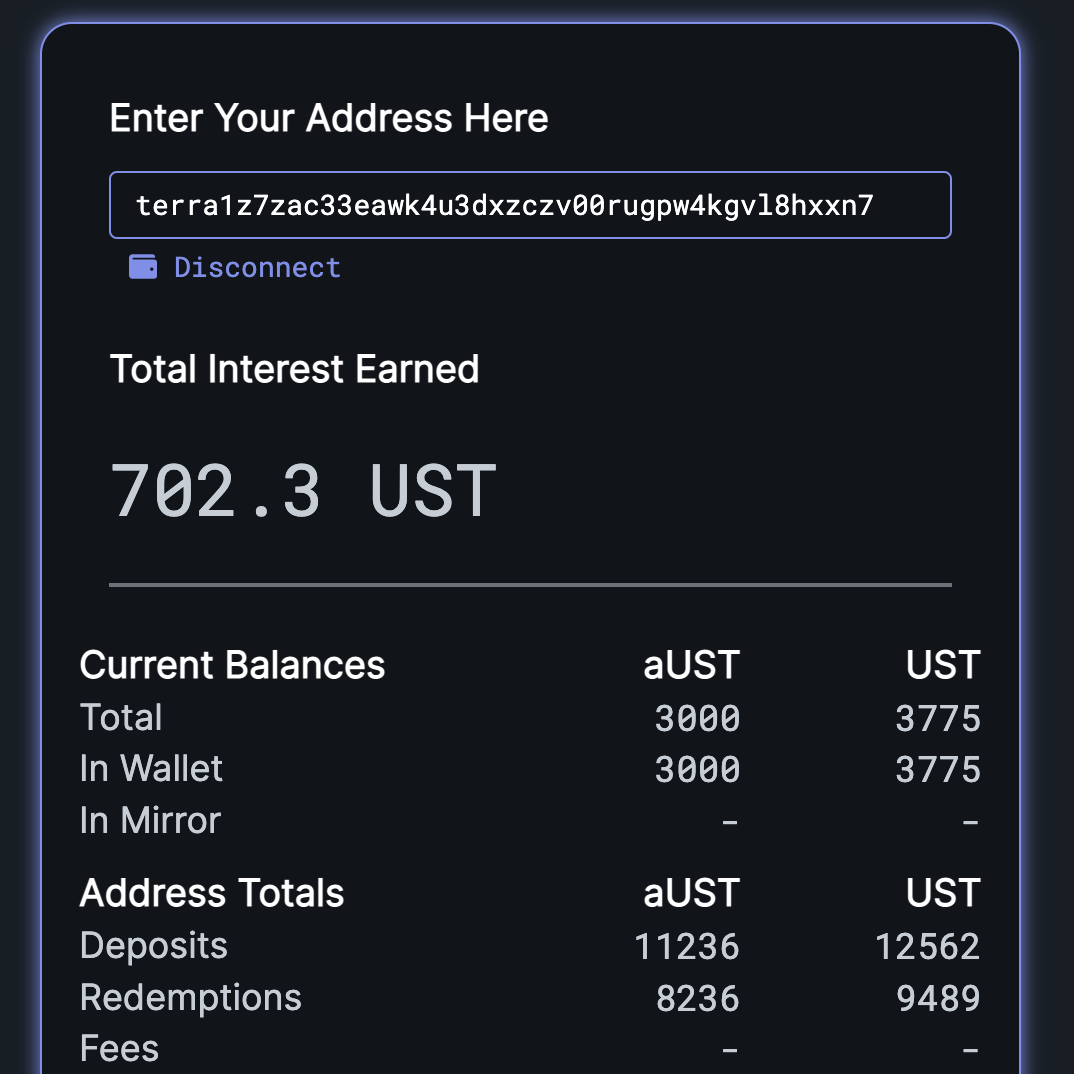 Enter Your Address Here
terra1z7zac33eawk4u3dxzczv00rugpw4kgvl8hxxn7
Disconnect
Total Interest Earned
702.3 UST
Current Balances aUST UST
Total 3000 3775
In Wallet 3000 3775
In Mirror – –
Address Totals aUST UST
Deposits 11236 12562
Redemptions 8236 9489
Fees – –